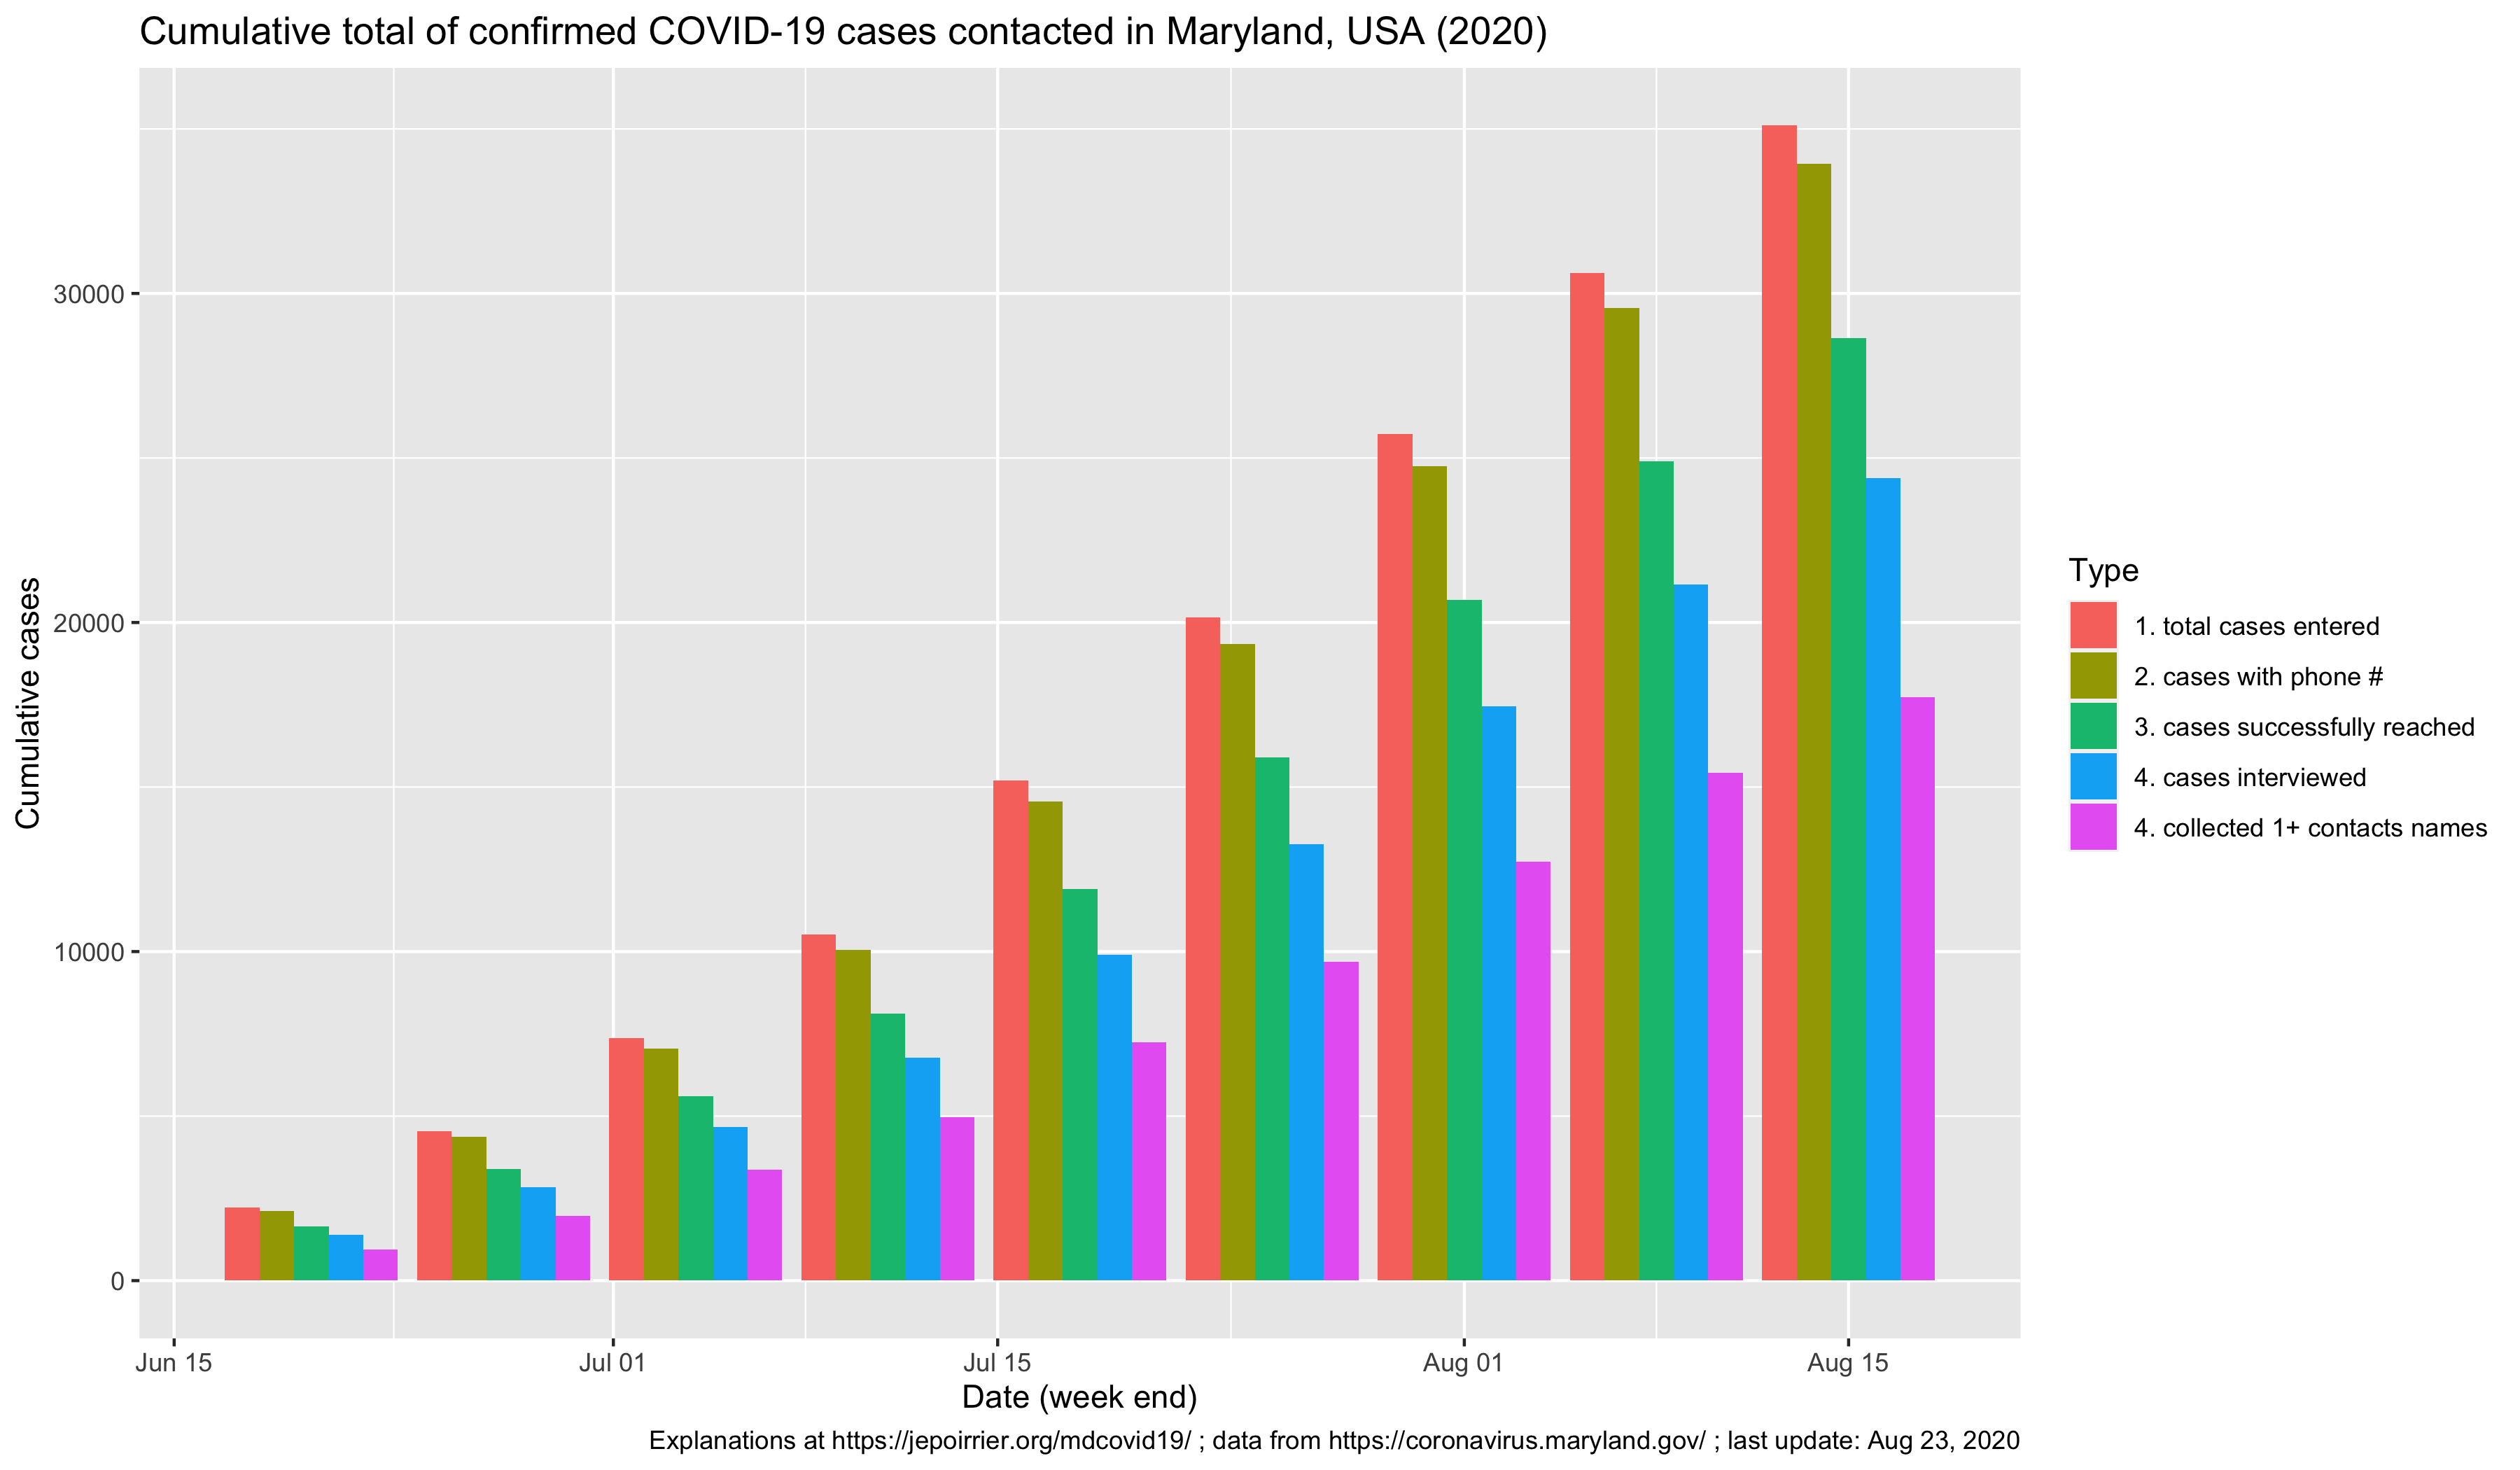 Cumulative total of confirmed COVID-19 cases contacted in Maryland, USA (2020)
Cumulative cases
30000
20000
10000
0
Jun 15
Jul 01
Jul 15
Aug 01
Aug 15
Date (week end)
Type
1. total cases entered
2. cases with phone #
3. cases successfully reached
4. cases interviewed
4. collected 1+ contacts names
Explanations at https://jepoirrier.org/mdcovid19/ ; data from https://coronavirus.maryland.gov/ ; last update: Aug 23, 2020